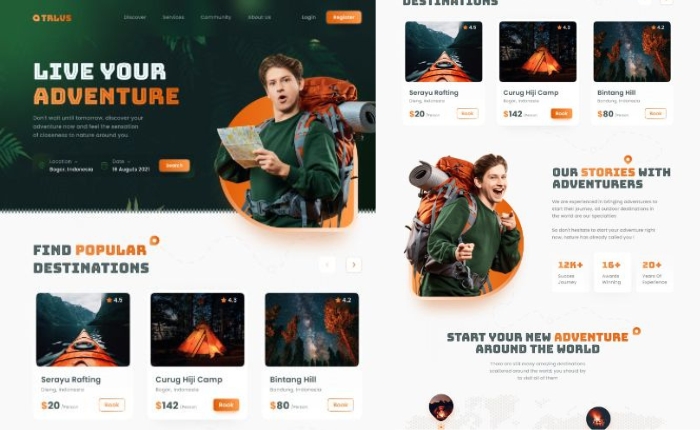 TRLVS
Discover Services Community About Us Login Register
LIVE YOUR
ADVENTURE
Don't wait until tomorrow, discover your
adventure now and feel the sensation
of closeness to nature around you.
Location Date
Bogor, Indonesia 18 Agustus 2021 Search
FIND POPULAR
DESTINATIONS
4.5
Serayu Rafting
Dieng, Indonesia
$20 /Person Book
4.3
Curug Hiji Camp
Bogor, Indonesia
$142 /Person Book
4.2
Bintang Hill
Bandung, Indonesia
$80 /Person Book
DESTINATIONS
4.5
Serayu Rafting
Dieng, Indonesia
$20 /Person Book
4.3
Curug Hiji Camp
Bogor, Indonesia
$142 /Person Book
4.2
Bintang Hill
Bandung, Indonesia
$80 /Person Book
OUR STORIES WITH
ADVENTURERS
We are experienced in bringing adventurers to
start their journey, all outdoor destinations in
the world are our specialties.
So don't hesitate to start your adventure right
now, nature has already called you!
12K+ 16+ 20+
Success Awards Years Of
Journey Winning Experience
START YOUR NEW ADVENTURE
AROUND THE WORLD
There are still many amazing destinations
scattered around the world, you should be
to visit all of them